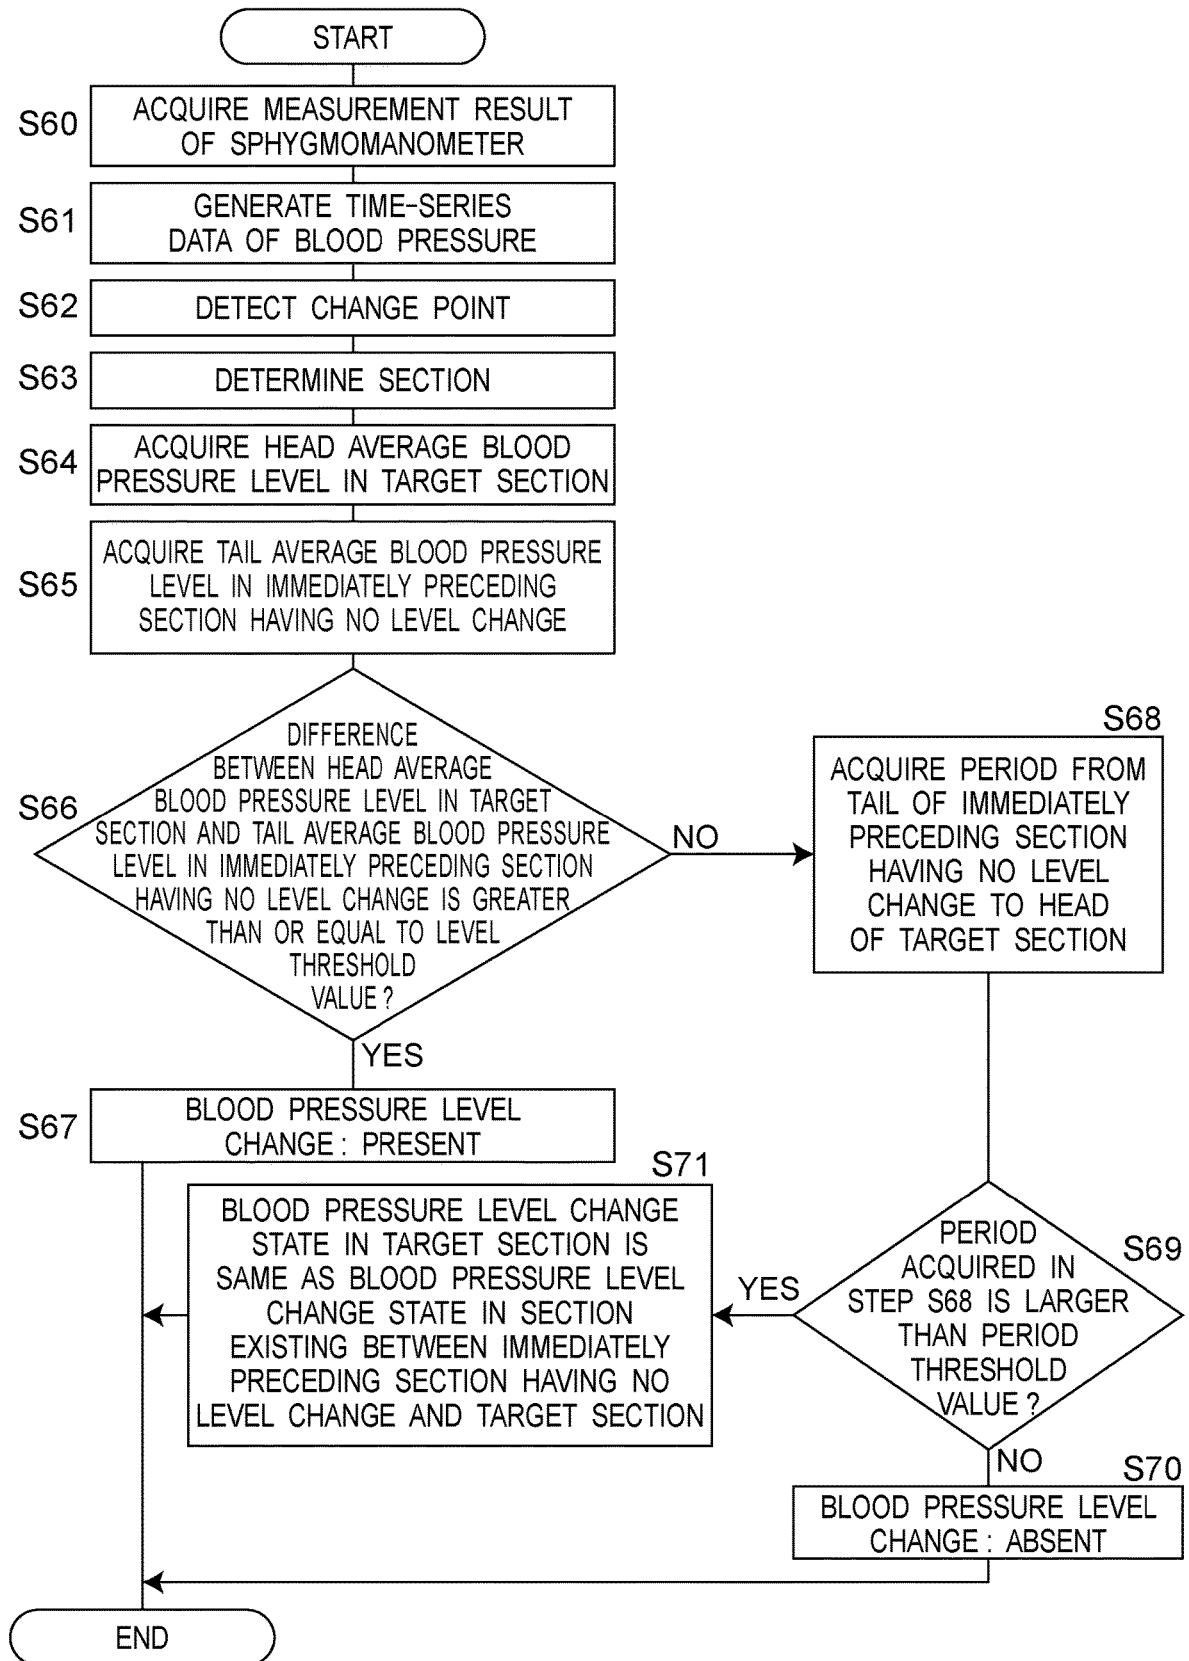 START
S60
ACQUIRE MEASUREMENT RESULT
OF SPHYGMOMANOMETER
S61
GENERATE TIME-SERIES
DATA OF BLOOD PRESSURE
S62
DETECT CHANGE POINT
S63
DETERMINE SECTION
S64
ACQUIRE HEAD AVERAGE BLOOD
PRESSURE LEVEL IN TARGET SECTION
S65
ACQUIRE TAIL AVERAGE BLOOD PRESSURE
LEVEL IN IMMEDIATELY PRECEDING
SECTION HAVING NO LEVEL CHANGE
S66
DIFFERENCE
BETWEEN HEAD AVERAGE
BLOOD PRESSURE LEVEL IN TARGET
SECTION AND TAIL AVERAGE BLOOD PRESSURE
LEVEL IN IMMEDIATELY PRECEDING SECTION
HAVING NO LEVEL CHANGE IS GREATER
THAN OR EQUAL TO LEVEL
THRESHOLD
VALUE ?
NO
YES
S67
BLOOD PRESSURE LEVEL
CHANGE : PRESENT
S68
ACQUIRE PERIOD FROM
TAIL OF IMMEDIATELY
PRECEDING SECTION
HAVING NO LEVEL
CHANGE TO HEAD
OF TARGET SECTION
S69
PERIOD
ACQUIRED IN
STEP S68 IS LARGER
THAN PERIOD
THRESHOLD
VALUE ?
YES
NO
S71
BLOOD PRESSURE LEVEL CHANGE
STATE IN TARGET SECTION IS
SAME AS BLOOD PRESSURE LEVEL
CHANGE STATE IN SECTION
EXISTING BETWEEN IMMEDIATELY
PRECEDING SECTION HAVING NO
LEVEL CHANGE AND TARGET SECTION
S70
BLOOD PRESSURE LEVEL
CHANGE : ABSENT
END